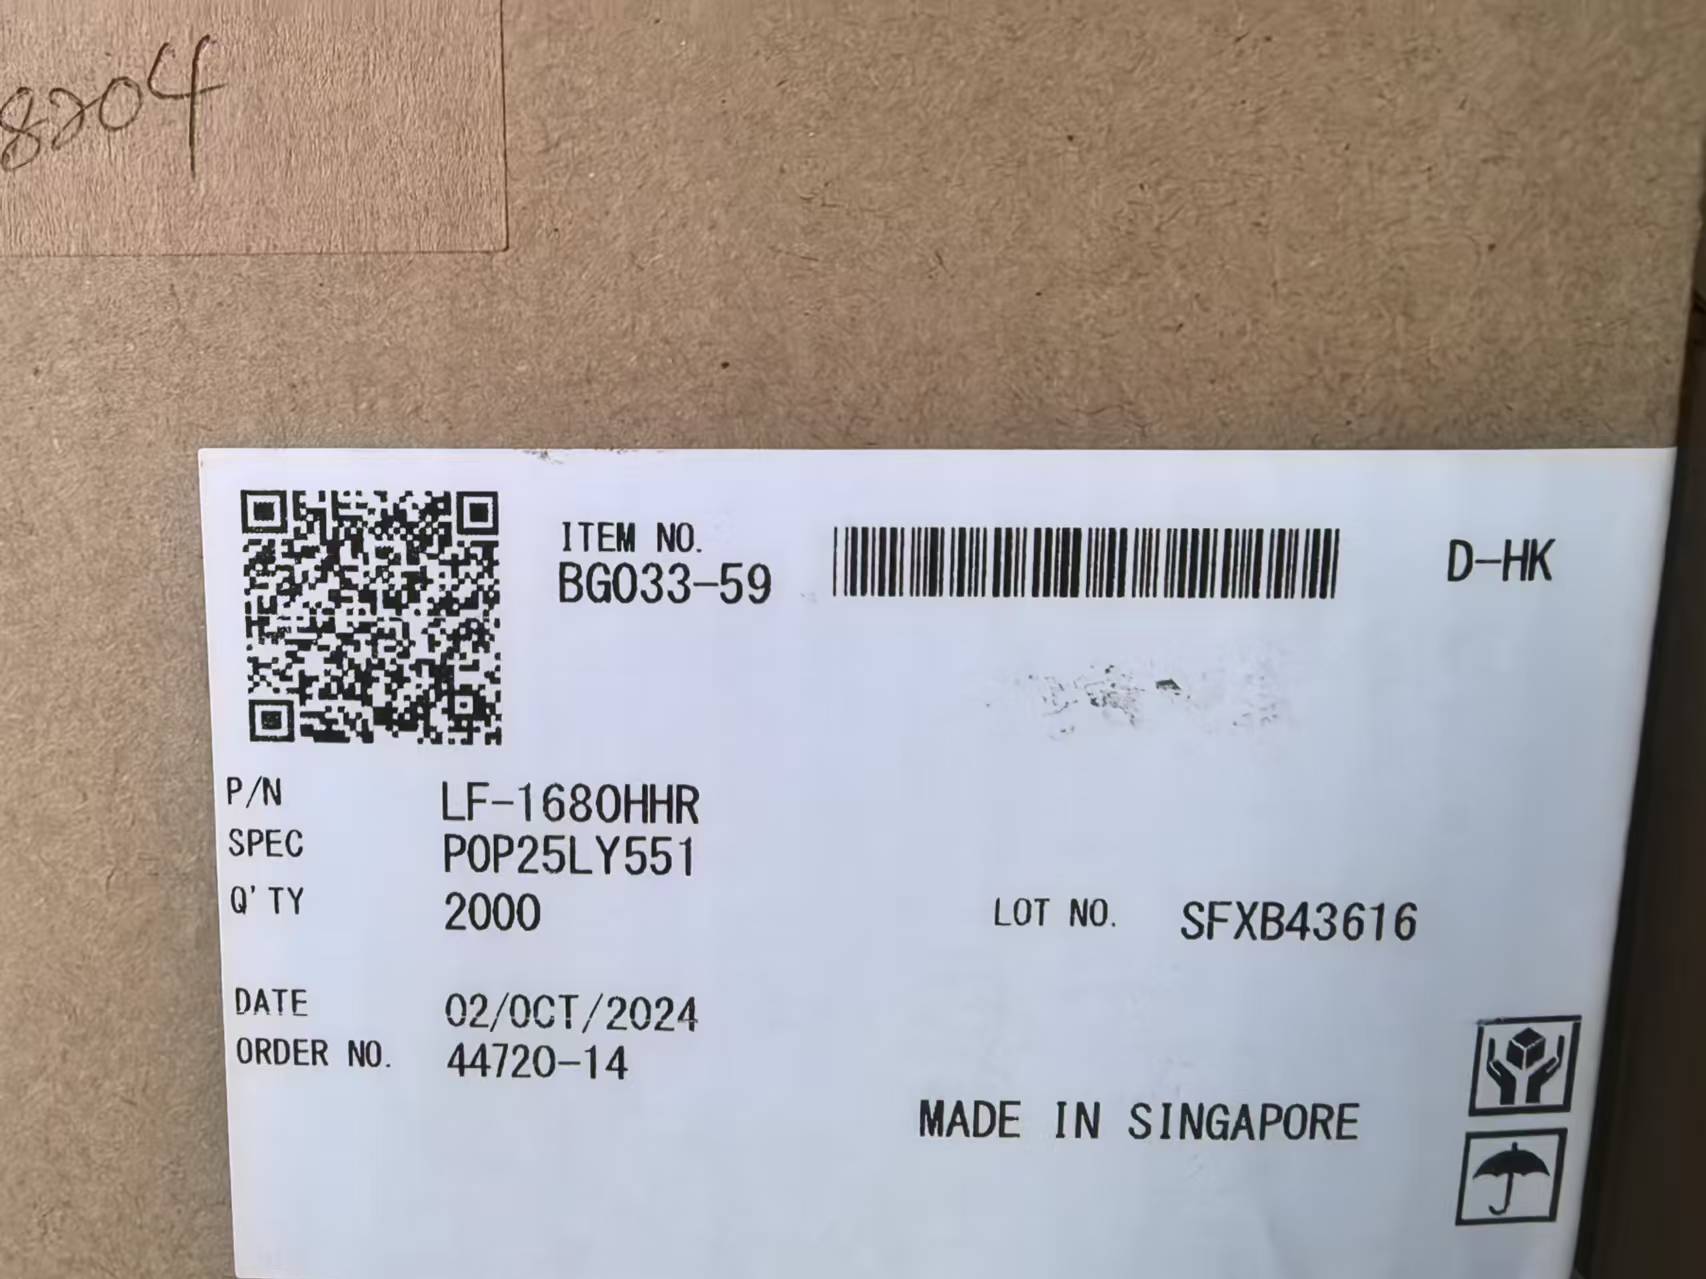 8204
ITEM NO.
BG033-59
D-HK
P/N LF-1680HHR
SPEC P0P25LY551
Q'TY 2000
LOT NO. SFXB43616
DATE 02/OCT/2024
ORDER NO. 44720-14
MADE IN SINGAPORE